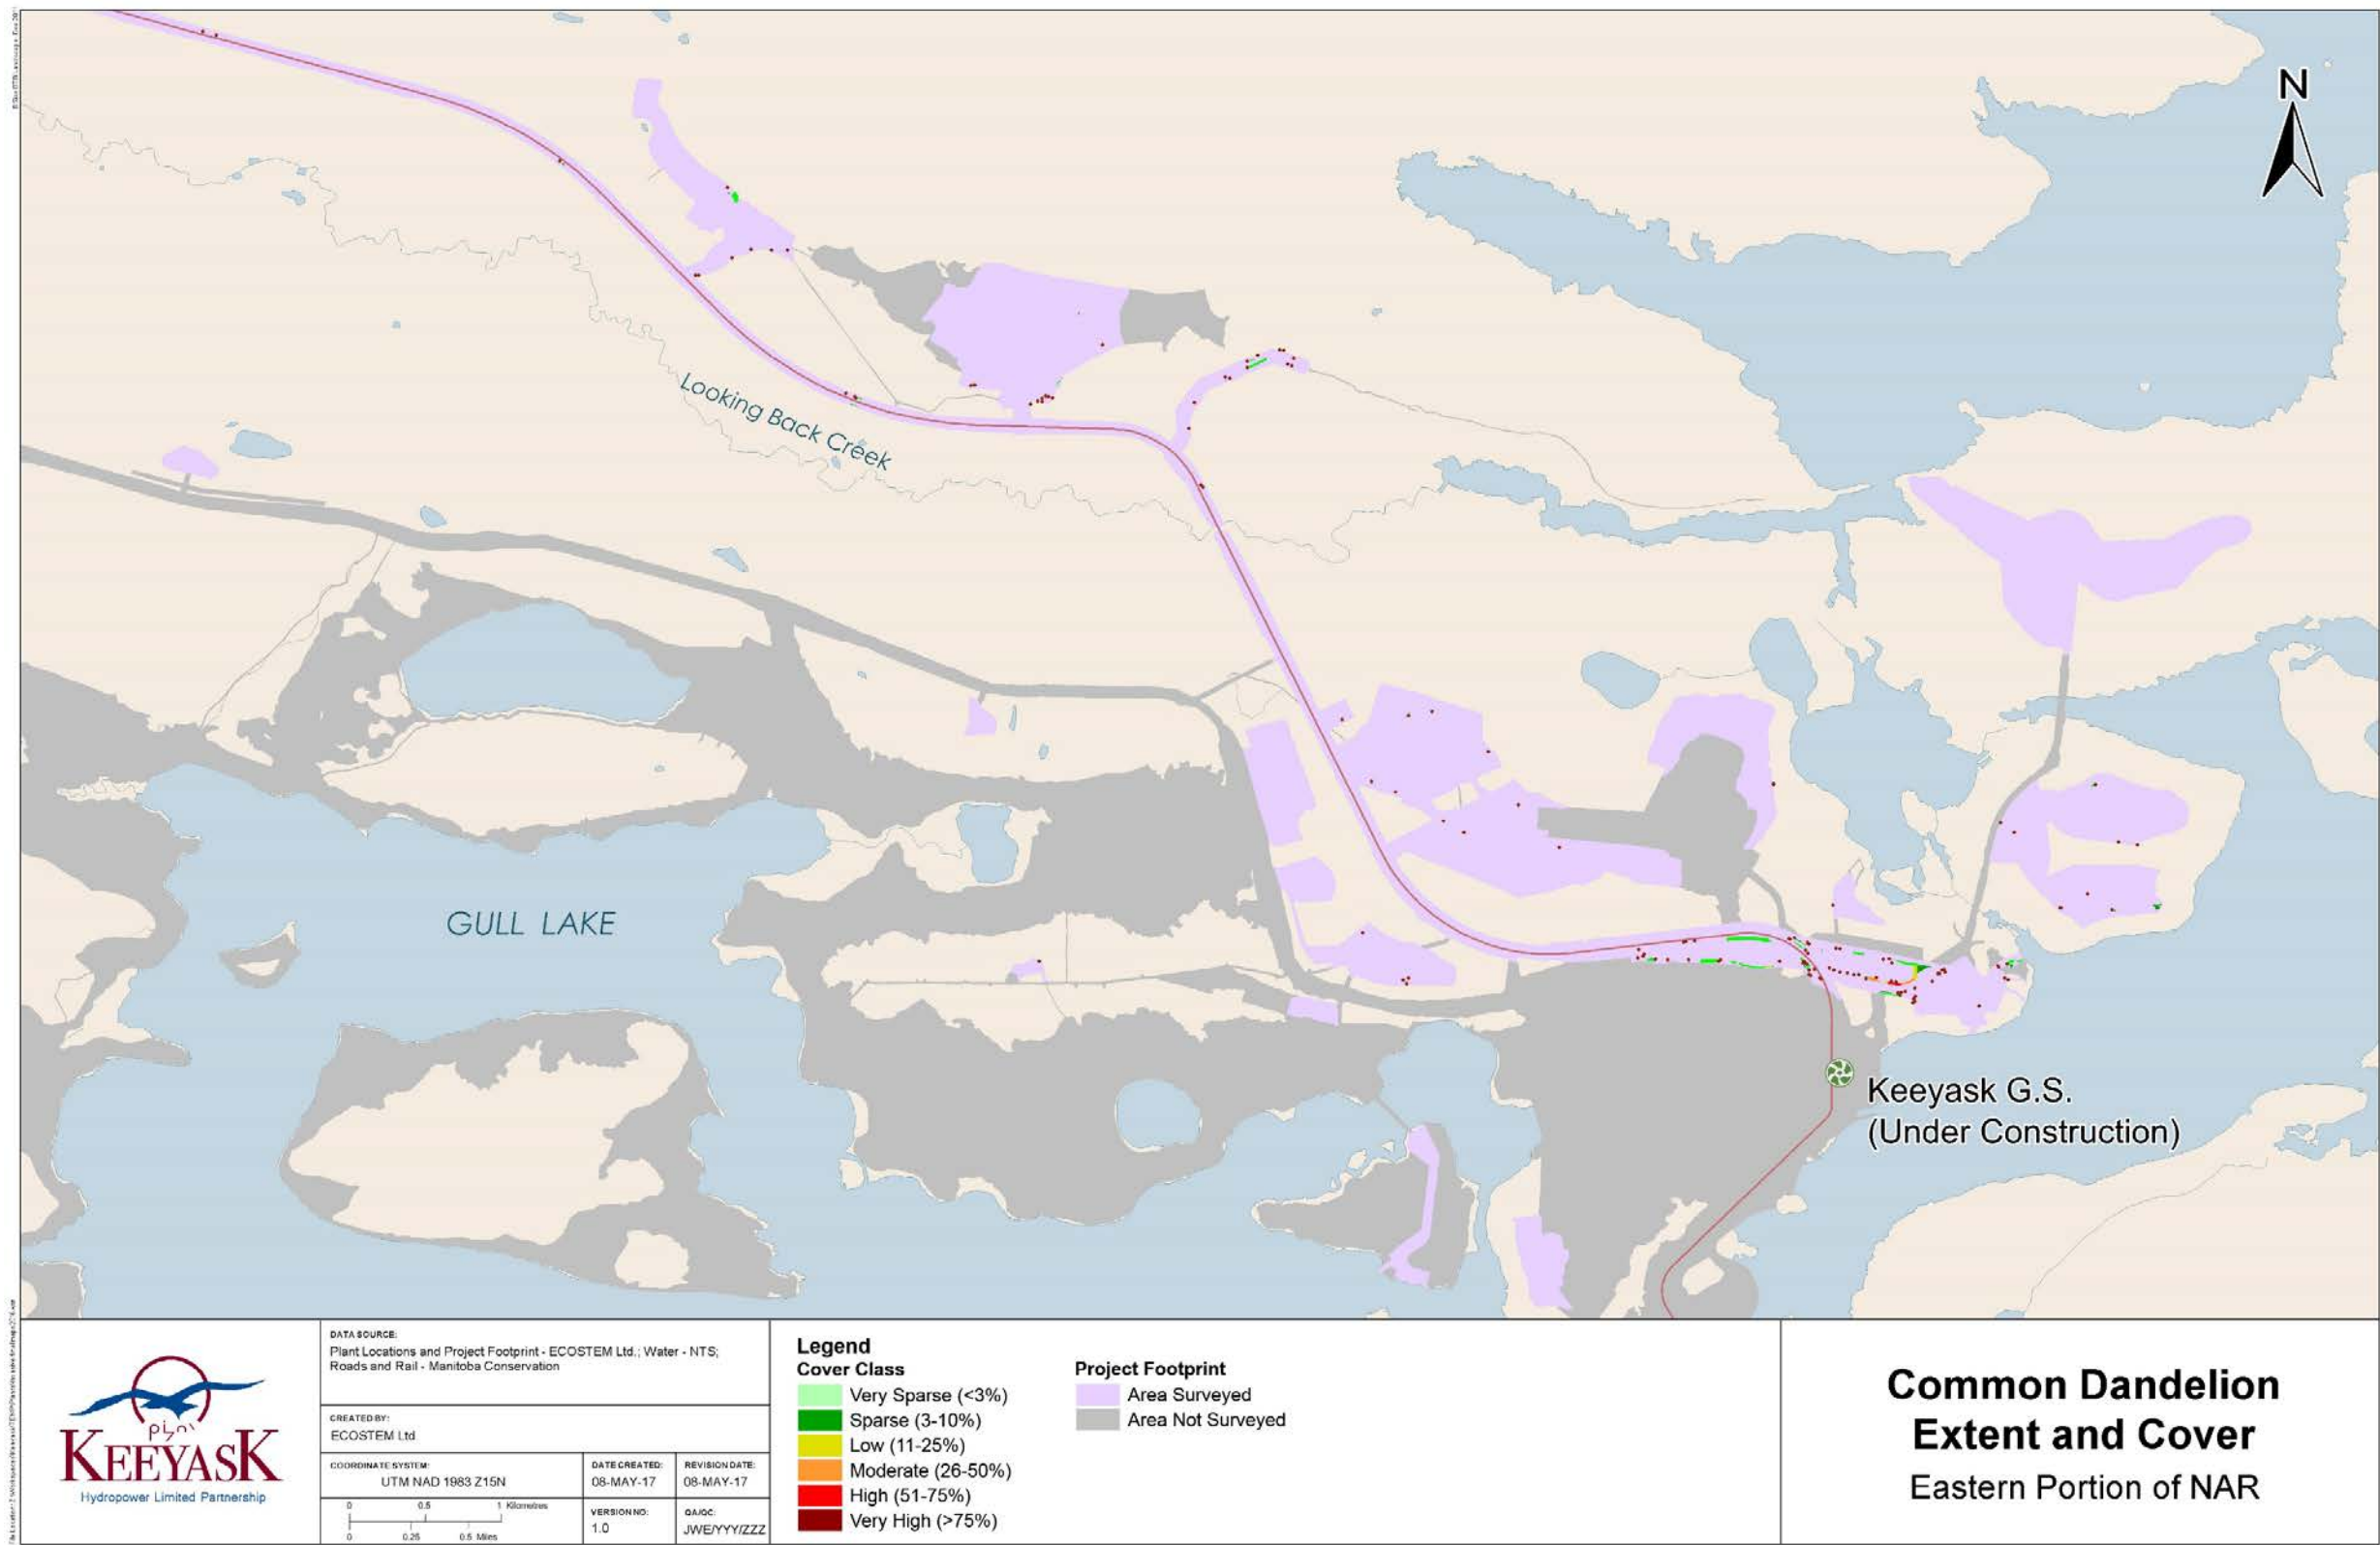 N
Looking Back Creek
GULL LAKE
Keeyask G.S.
(Under Construction)
KEEYASK
Hydropower Limited Partnership
DATA SOURCE:
Plant Locations and Project Footprint - ECOSTEM Ltd.; Water - NTS;
Roads and Rail - Manitoba Conservation
CREATED BY:
ECOSTEM Ltd
COORDINATE SYSTEM:
UTM NAD 1983 Z15N
DATE CREATED:
08-MAY-17
REVISION DATE:
08-MAY-17
0 0.5 1 Kilometres
0 0.25 0.5 Miles
VERSION NO:
1.0
QA/QC:
JWE/YYY/ZZZ
Legend
Cover Class
Very Sparse (<3%)
Sparse (3-10%)
Low (11-25%)
Moderate (26-50%)
High (51-75%)
Very High (>75%)
Project Footprint
Area Surveyed
Area Not Surveyed
Common Dandelion
Extent and Cover
Eastern Portion of NAR